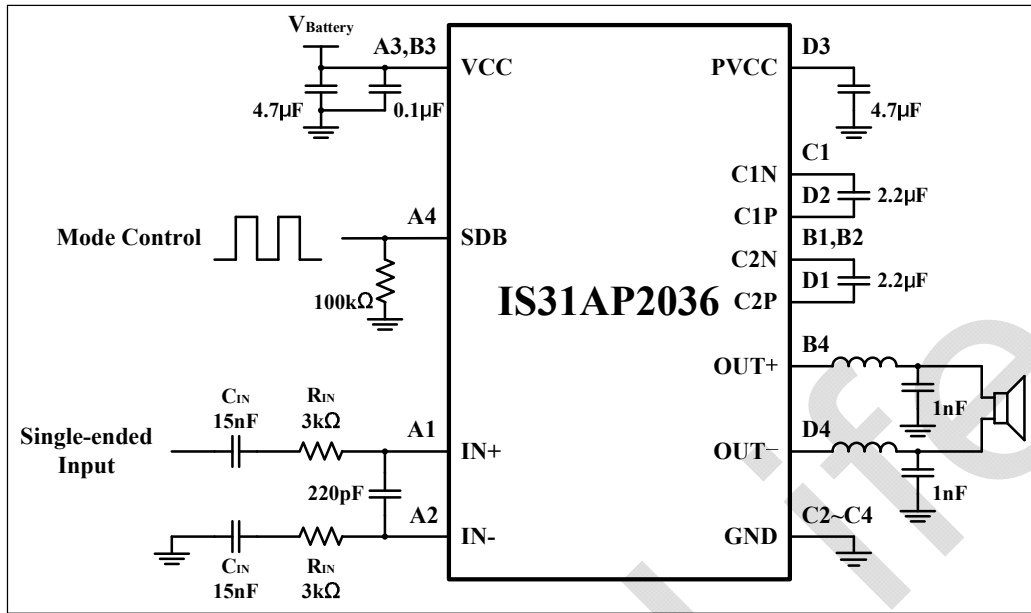 VBattery
A3,B3
VCC
4.7μF
0.1μF
Mode Control
A4
SDB
100kΩ
Single-ended
Input
CIN
15nF
RIN
3kΩ
A1
IN+
220pF
A2
IN-
CIN
15nF
RIN
3kΩ
IS31AP2036
D3
PVCC
4.7μF
C1
C1N
D2
C1P
2.2μF
B1,B2
C2N
D1
C2P
2.2μF
B4
OUT+
1nF
D4
OUT−
1nF
C2~C4
GND